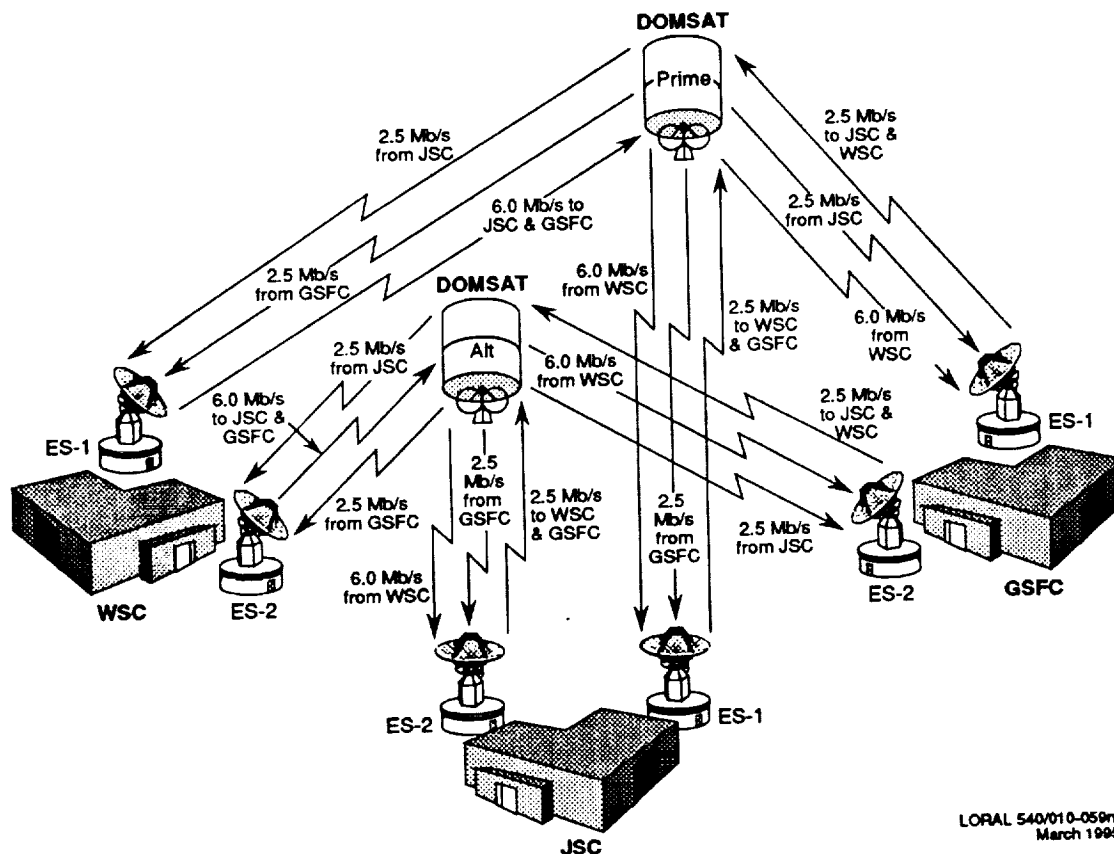 DOMSAT
Prime
2.5 Mb/s
from JSC
2.5 Mb/s
to JSC &
WSC
6.0 Mb/s to
JSC & GSFC
2.5 Mb/s
from JSC
2.5 Mb/s
from GSFC
DOMSAT
Alt
6.0 Mb/s
from WSC
2.5 Mb/s
to WSC
& GSFC
6.0 Mb/s
from
WSC
2.5 Mb/s
from JSC
6.0 Mb/s
from WSC
6.0 Mb/s
to JSC &
GSFC
2.5 Mb/s
to JSC &
WSC
ES-1
ES-1
2.5 Mb/s
from GSFC
2.5
Mb/s
from
GSFC
2.5 Mb/s
to WSC
& GSFC
2.5
Mb/s
from
GSFC
2.5 Mb/s
from JSC
6.0 Mb/s
from WSC
WSC
ES-2
ES-2
GSFC
ES-2
ES-1
JSC
LORAL 540/010-059n
March 1995